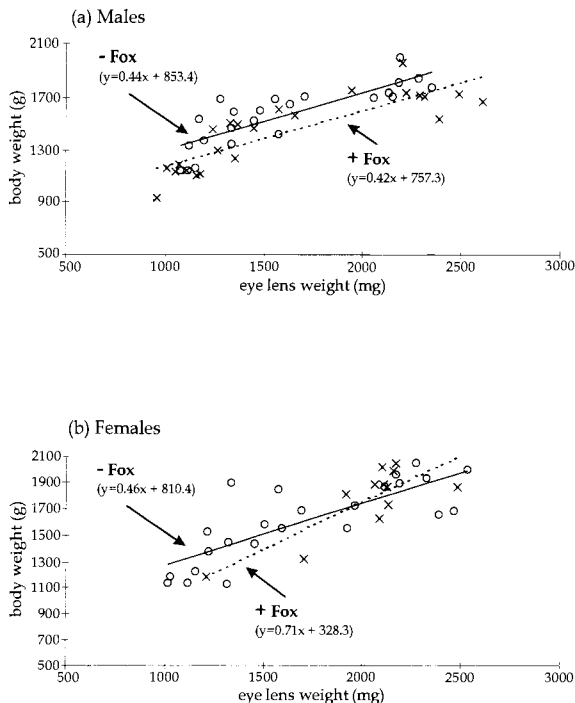 (a) Males
2100
1700
1300
900
500
body weight (g)
- Fox
(y=0.44x + 853.4)
+ Fox
(y=0.42x + 757.3)
500 1000 1500 2000 2500 3000
eye lens weight (mg)
(b) Females
2100
1900
1700
1500
1300
1100
900
700
500
body weight (g)
- Fox
(y=0.46x + 810.4)
+ Fox
(y=0.71x + 328.3)
500 1000 1500 2000 2500 3000
eye lens weight (mg)